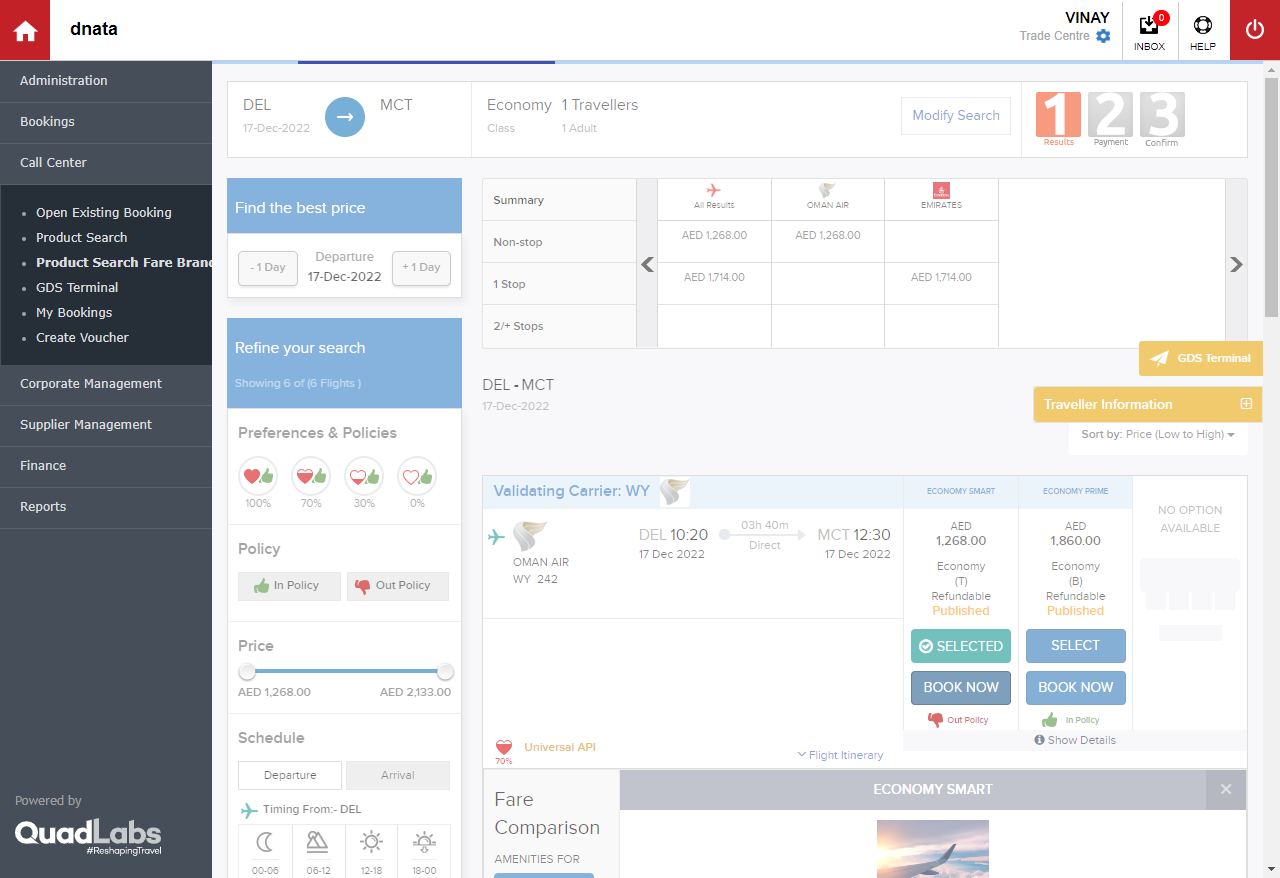 dnata
VINAY
Trade Centre
0
INBOX
HELP
Administration
Bookings
Call Center
Open Existing Booking
Product Search
Product Search Fare Bran
GDS Terminal
My Bookings
Create Voucher
Corporate Management
Supplier Management
Finance
Reports
Powered by
QuadLabs
#ReshapingTravel
DEL
17-Dec-2022
MCT
Economy
Class
1 Travellers
1 Adult
Modify Search
1
Results
2
Payment
3
Confirm
Find the best price
- 1 Day
Departure
17-Dec-2022
+ 1 Day
Refine your search
Showing 6 of (6 Flights )
Preferences & Policies
100%
70%
30%
0%
Policy
In Policy
Out Policy
Price
AED 1,268.00
AED 2,133.00
Schedule
Departure
Arrival
Timing From:- DEL
00-06
06-12
12-18
18-00
Summary
All Results
OMAN AIR
EMIRATES
Non-stop
AED 1,268.00
AED 1,268.00
1 Stop
AED 1,714.00
AED 1,714.00
2/+ Stops
GDS Terminal
DEL - MCT
17-Dec-2022
Traveller Information
Sort by: Price (Low to High)
Validating Carrier: WY
OMAN AIR
WY 242
DEL 10:20
17 Dec 2022
03h 40m
Direct
MCT 12:30
17 Dec 2022
ECONOMY SMART
AED
1,268.00
Economy
(T)
Refundable
Published
SELECTED
BOOK NOW
Out Policy
ECONOMY PRIME
AED
1,860.00
Economy
(B)
Refundable
Published
SELECT
BOOK NOW
In Policy
NO OPTION
AVAILABLE
Show Details
70%
Universal API
Flight Itinerary
Fare
Comparison
AMENITIES FOR
ECONOMY SMART